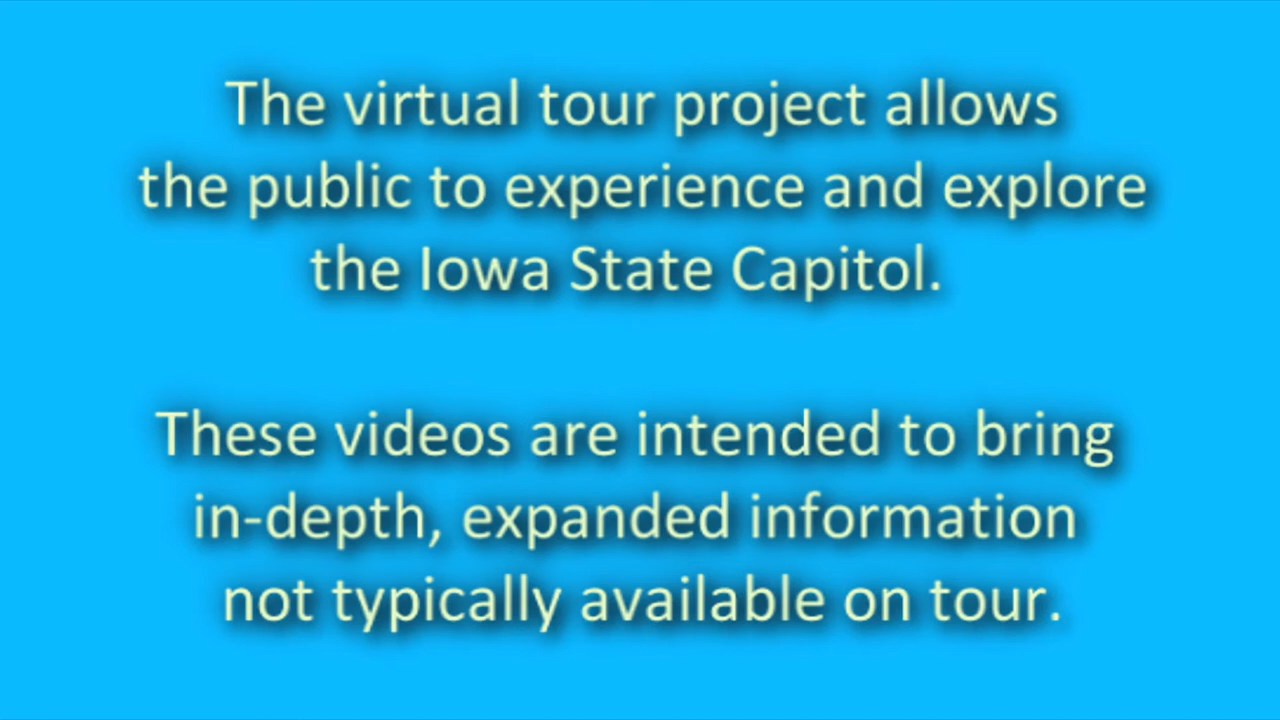 The virtual tour project allows
the public to experience and explore
the Iowa State Capitol.
These videos are intended to bring
in-depth, expanded information
not typically available on tour.